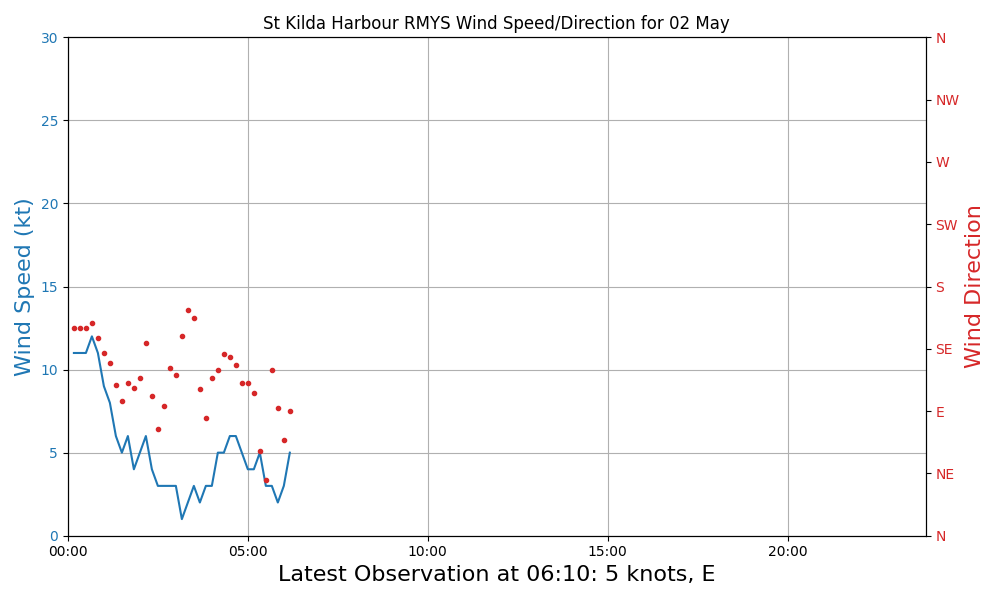 St Kilda Harbour RMYS Wind Speed/Direction for 02 May
30
25
20
15
10
5
0
Wind Speed (kt)
N
NW
W
SW
S
SE
E
NE
N
Wind Direction
00:00 05:00 10:00 15:00 20:00
Latest Observation at 06:10: 5 knots, E